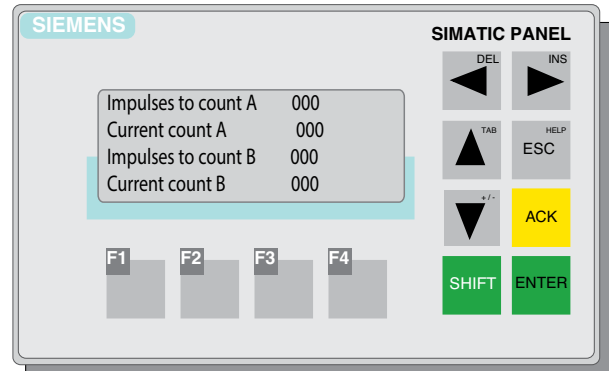 SIEMENS
SIMATIC PANEL
DEL
INS
Impulses to count A 000
Current count A 000
Impulses to count B 000
Current count B 000
TAB
HELP
ESC
+/-
ACK
F1 F2 F3 F4
SHIFT ENTER